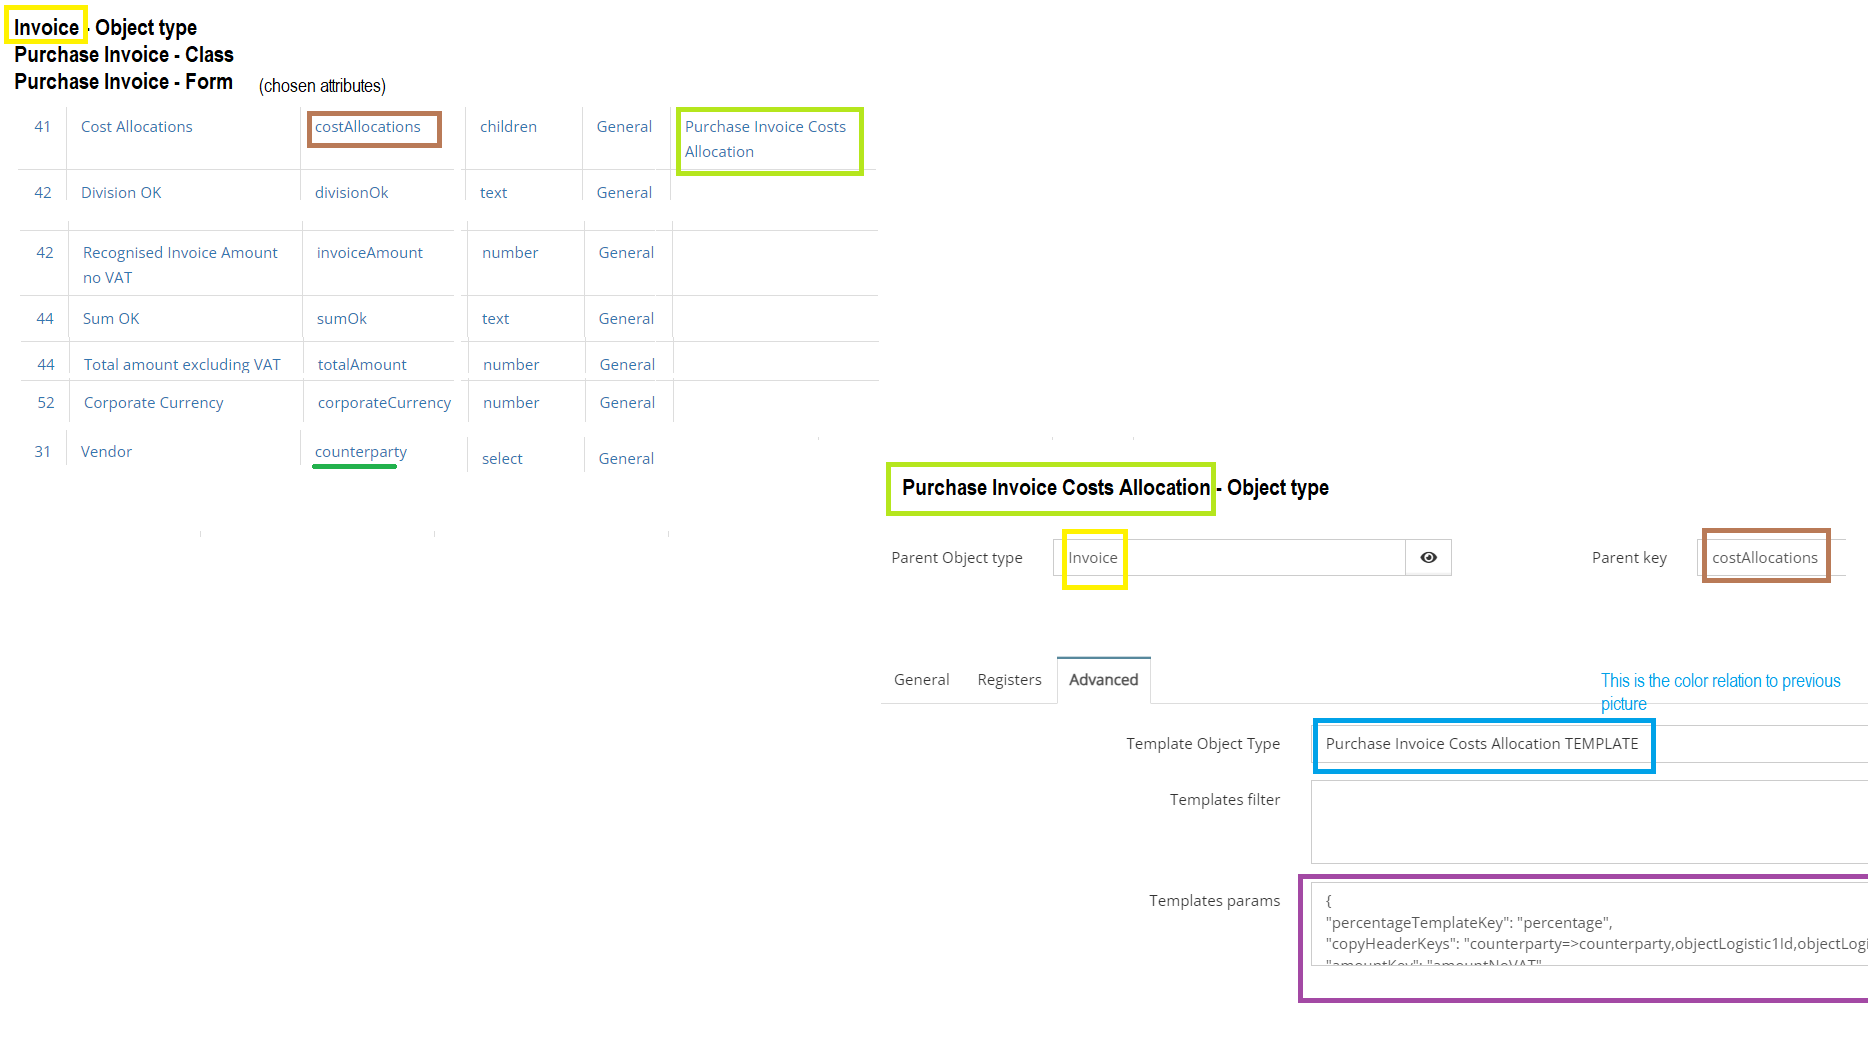 Invoice - Object type
Purchase Invoice - Class
Purchase Invoice - Form (chosen attributes)
41 Cost Allocations costAllocations children General Purchase Invoice Costs
Allocation
42 Division OK divisionOk text General
42 Recognised Invoice Amount invoiceAmount number General
no VAT
44 Sum OK sumOk text General
44 Total amount excluding VAT totalAmount number General
52 Corporate Currency corporateCurrency number General
31 Vendor counterparty select General
Purchase Invoice Costs Allocation - Object type
Parent Object type Invoice Parent key costAllocations
General Registers Advanced
This is the color relation to previous
picture
Template Object Type Purchase Invoice Costs Allocation TEMPLATE
Templates filter
Templates params {
"percentageTemplateKey": "percentage",
"copyHeaderKeys": "counterparty=>counterparty,objectLogistic1Id,objectLogi
"amountKey": "amountNoVAT"